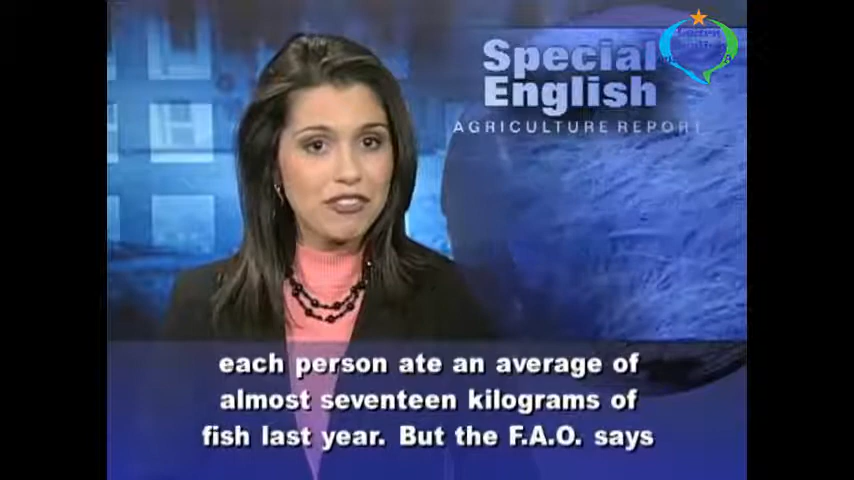 Special
English
AGRICULTURE REPORT
each person ate an average of
almost seventeen kilograms of
fish last year. But the F.A.O. says